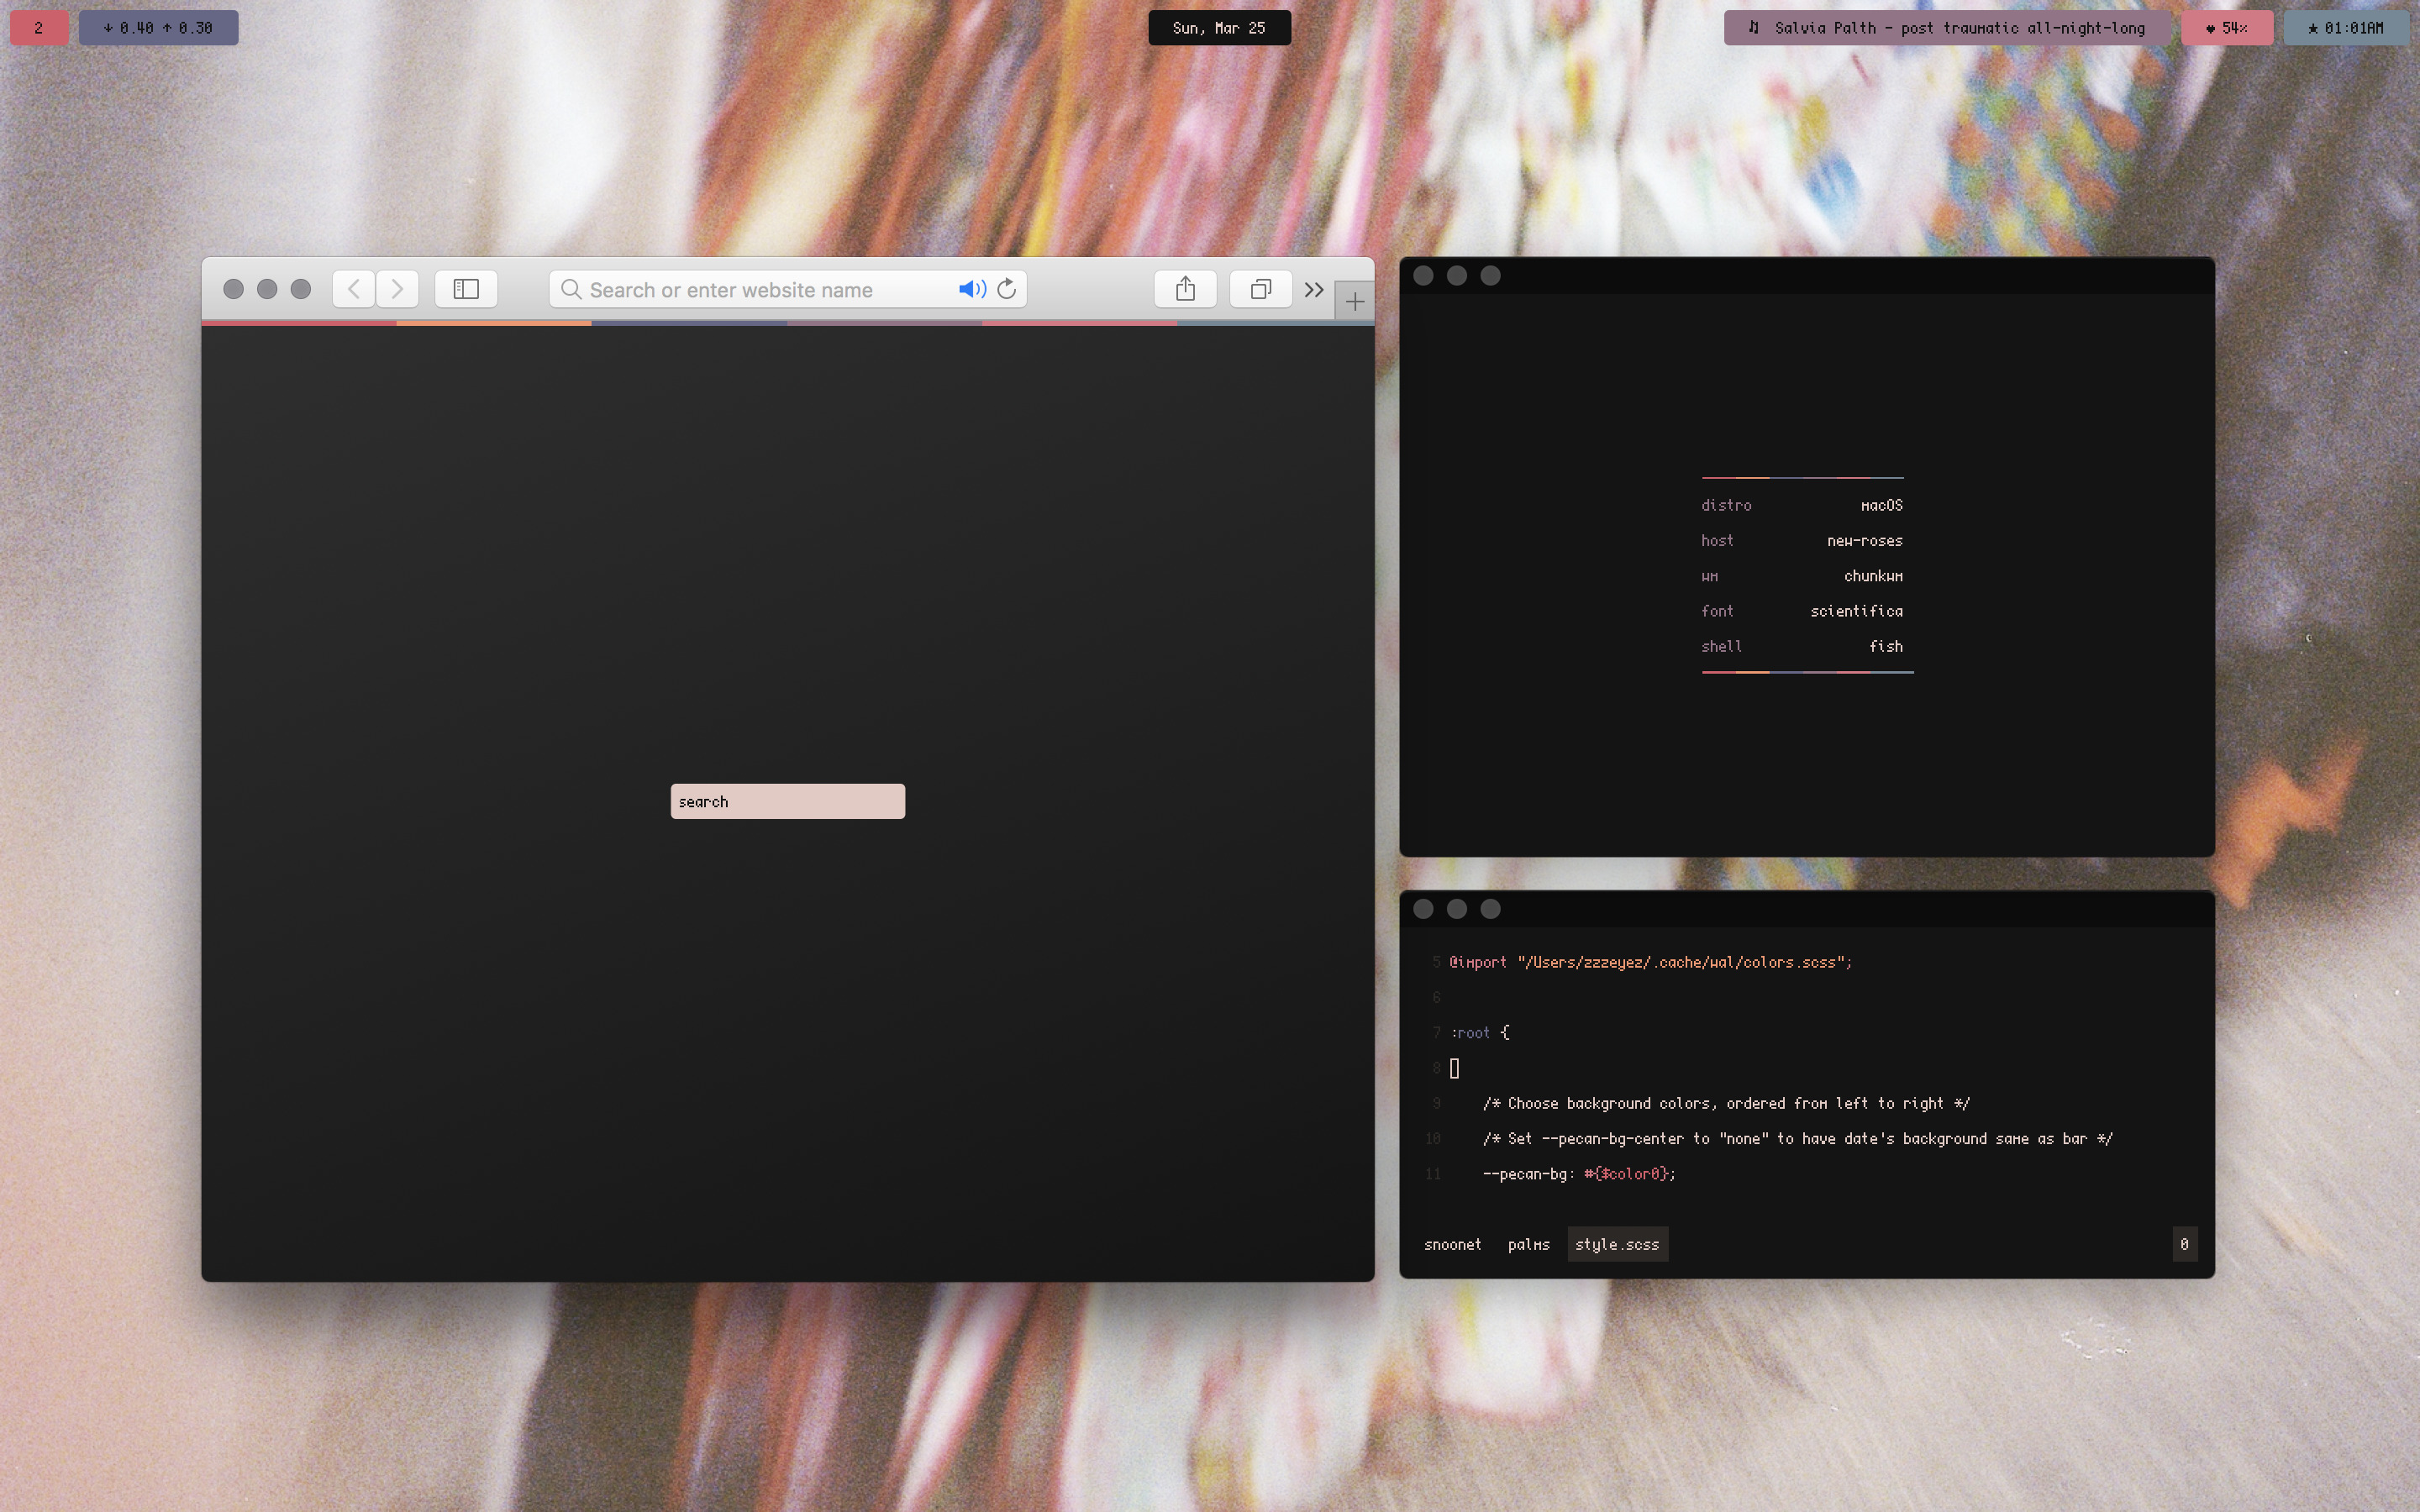 2
↓ 0.40 ↑ 0.30
Sun, Mar 25
♫ Salvia Palth - post traumatic all-night-long
♥ 54%
★ 01:01AM
Search or enter website name
search
distro macOS
host new-roses
wm chunkwm
font scientifica
shell fish
5 @import "/Users/zzzeyez/.cache/wal/colors.scss";
6
7 :root {
8
9 /* Choose background colors, ordered from left to right */
10 /* Set --pecan-bg-center to "none" to have date's background same as bar */
11 --pecan-bg: #{$color0};
snoonet palms style.scss 0